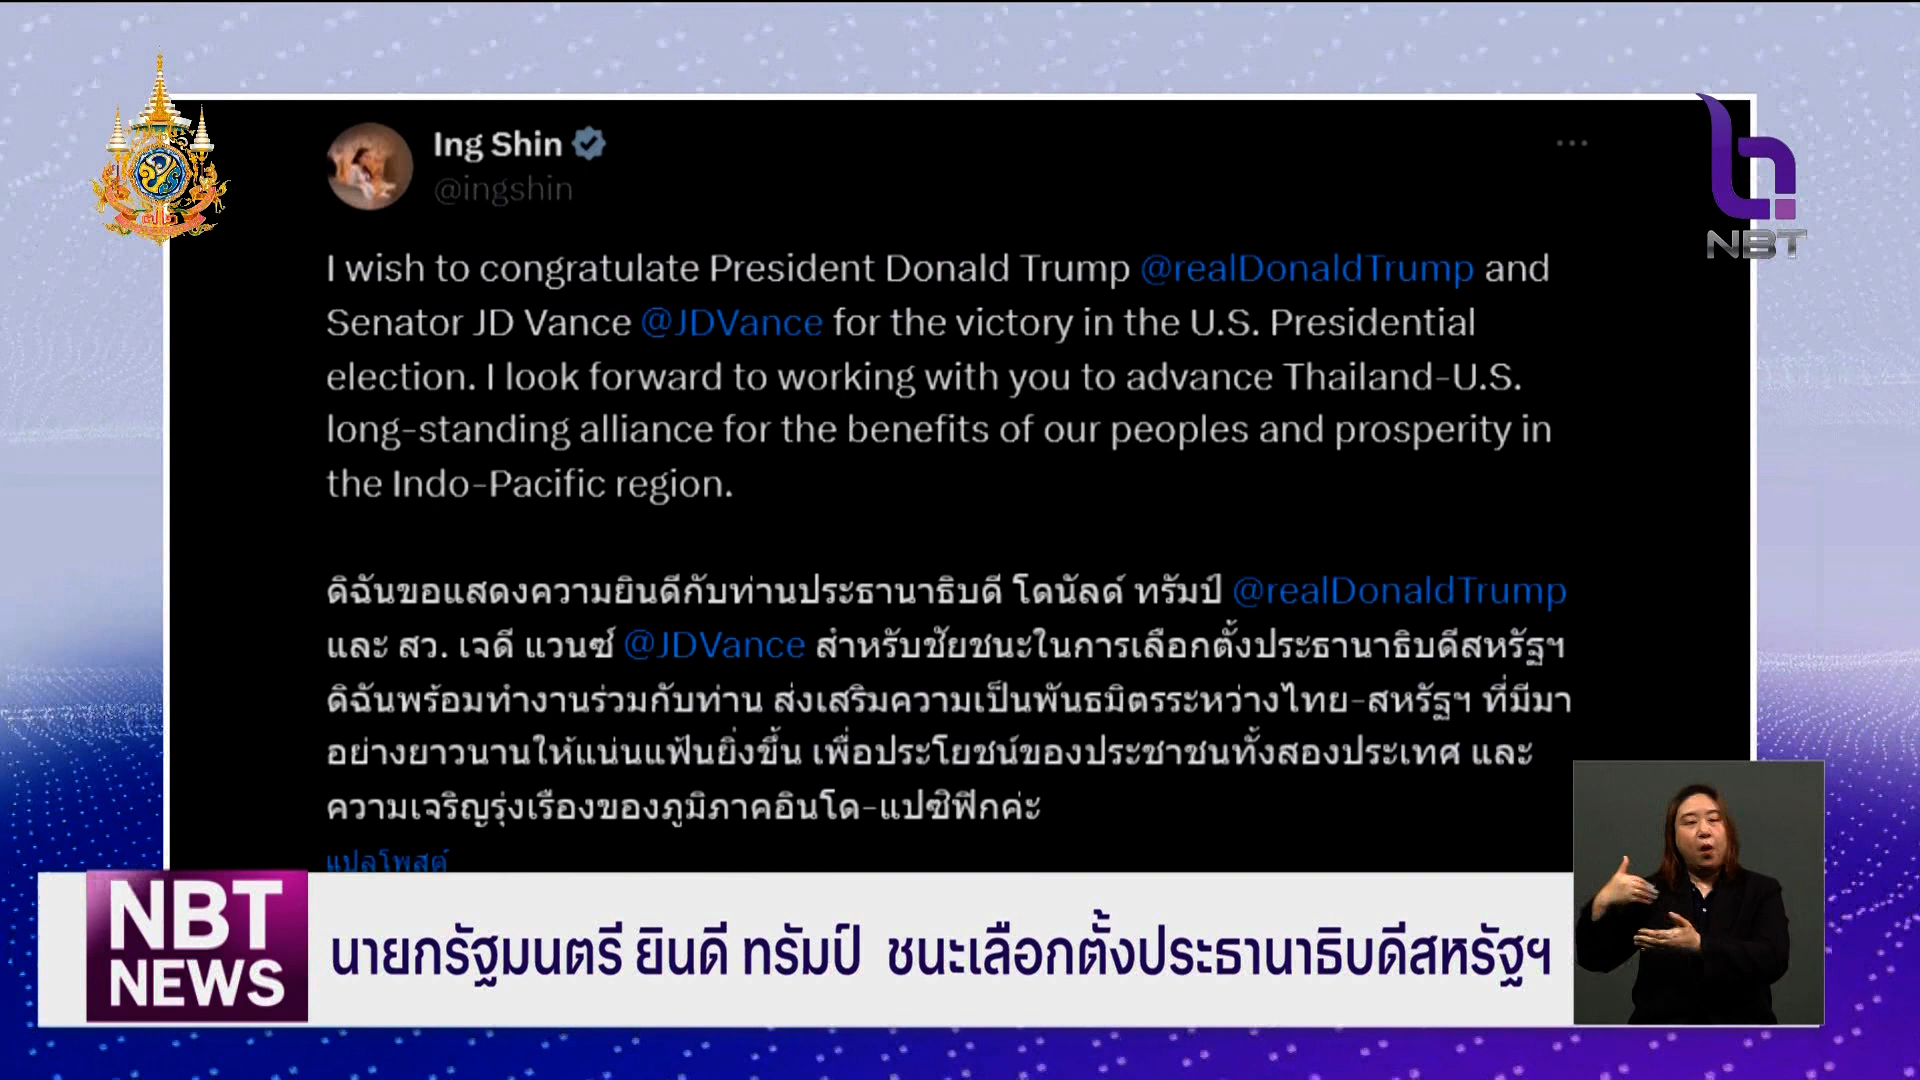 Ing Shin
@ingshin
I wish to congratulate President Donald Trump @realDonaldTrump and
Senator JD Vance @JDVance for the victory in the U.S. Presidential
election. I look forward to working with you to advance Thailand-U.S.
long-standing alliance for the benefits of our peoples and prosperity in
the Indo-Pacific region.
ดิฉันขอแสดงความยินดีกับท่านประธานาธิบดี โดนัลด์ ทรัมป์ @realDonaldTrump
และ สว. เจดี แวนซ์ @JDVance สำหรับชัยชนะในการเลือกตั้งประธานาธิบดีสหรัฐฯ
ดิฉันพร้อมทำงานร่วมกับท่าน ส่งเสริมความเป็นพันธมิตรระหว่างไทย-สหรัฐฯ ที่มีมา
อย่างยาวนานให้แน่นแฟ้นยิ่งขึ้น เพื่อประโยชน์ของประชาชนทั้งสองประเทศ และ
ความเจริญรุ่งเรืองของภูมิภาคอินโด-แปซิฟิกค่ะ
แปลโพสต์
NBT
๗๒
NBT
NEWS
นายกรัฐมนตรี ยินดี ทรัมป์ ชนะเลือกตั้งประธานาธิบดีสหรัฐฯ